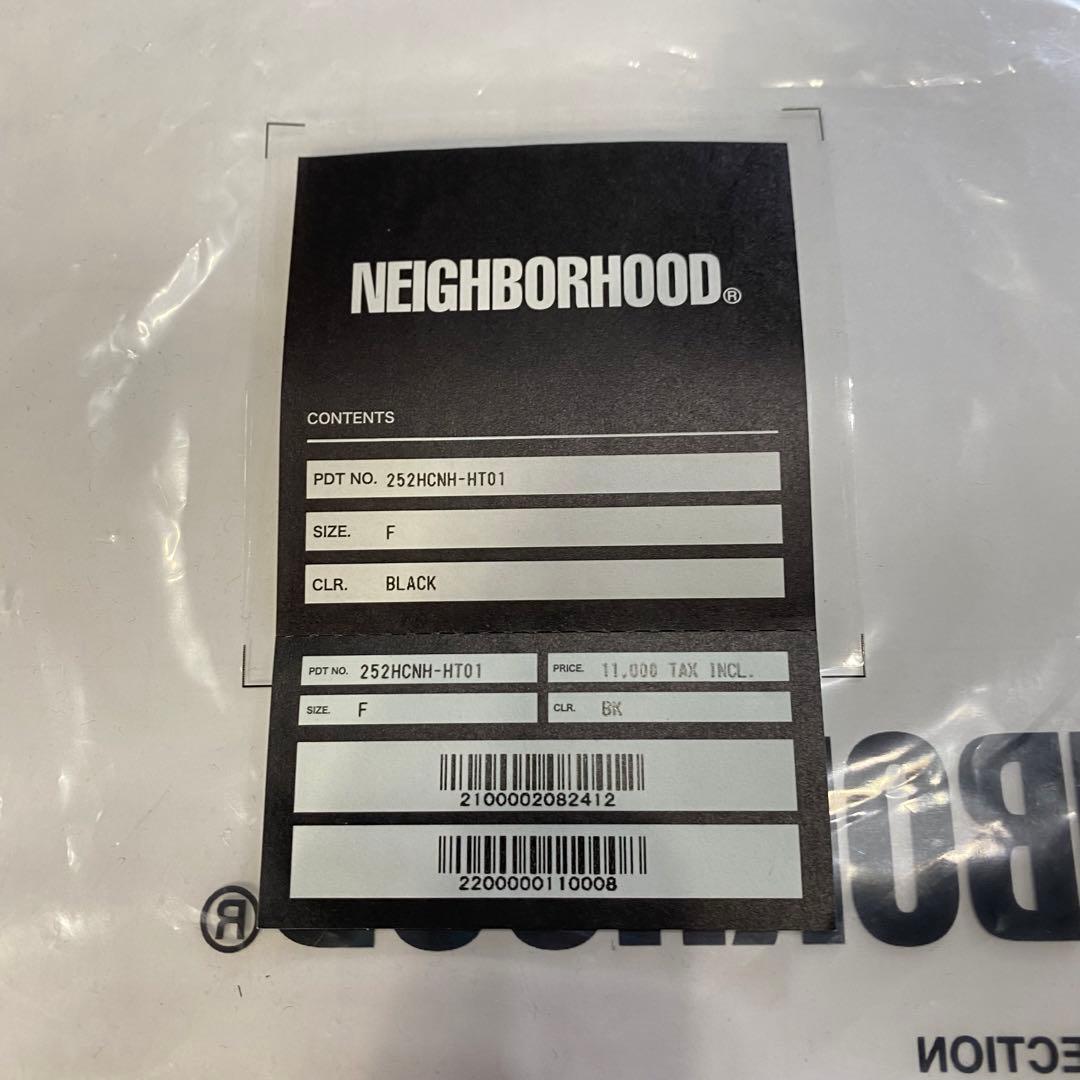 NEIGHBORHOOD®
CONTENTS
PDT NO. 252HCNH-HT01
SIZE. F
CLR. BLACK
PDT NO. 252HCNH-HT01
PRICE. 11,000 TAX INCL.
SIZE. F
CLR. BK
2100002082412
2200000110008
BO
®
ECTION